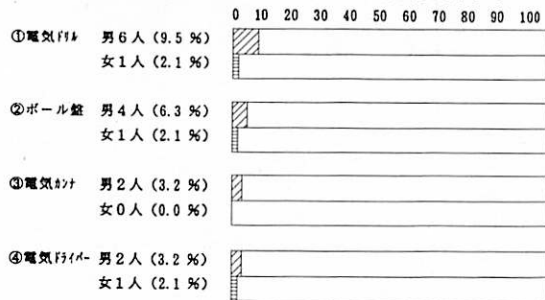 0 10 20 30 40 50 60 70 80 90 100
①電気ドリル 男6人(9.5 %)
女1人(2.1 %)
②ボール盤 男4人(6.3 %)
女1人(2.1 %)
③電気カンナ 男2人(3.2 %)
女0人(0.0 %)
④電気ドライバー 男2人(3.2 %)
女1人(2.1 %)